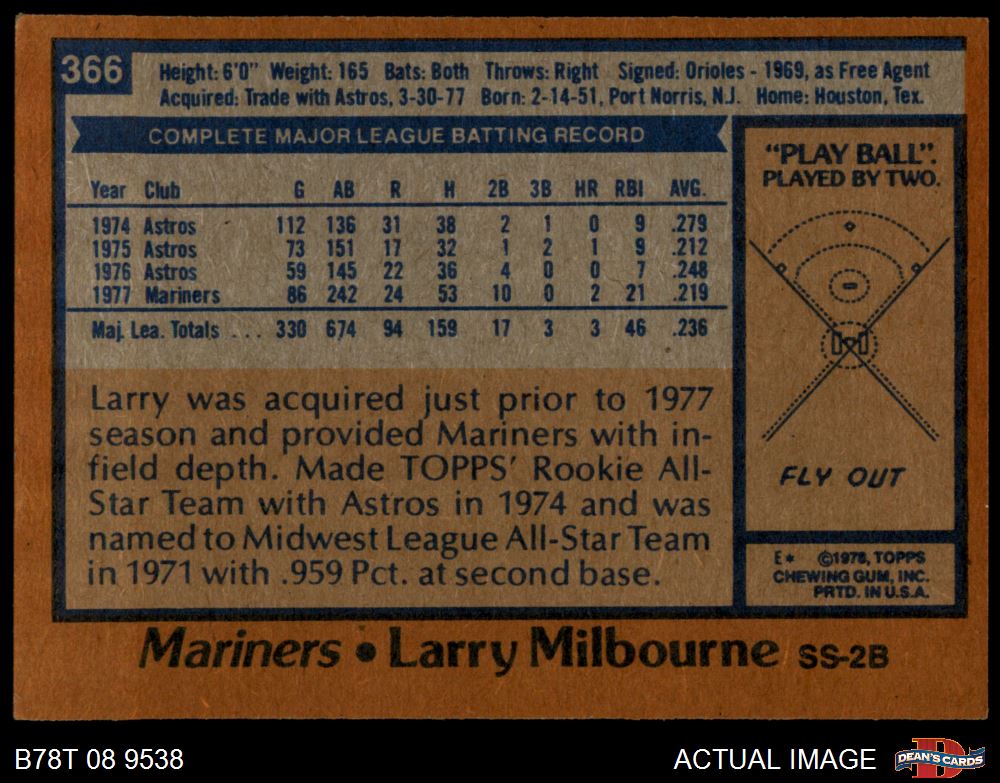 366
Height: 6'0" Weight: 165 Bats: Both Throws: Right Signed: Orioles - 1969, as Free Agent
Acquired: Trade with Astros, 3-30-77 Born: 2-14-51, Port Norris, N.J. Home: Houston, Tex.
COMPLETE MAJOR LEAGUE BATTING RECORD
Year Club G AB R H 2B 3B HR RBI AVG.
1974 Astros 112 136 31 38 2 1 0 9 .279
1975 Astros 73 151 17 32 1 2 1 9 .212
1976 Astros 59 145 22 36 4 0 0 7 .248
1977 Mariners 86 242 24 53 10 0 2 21 .219
Maj. Lea. Totals . . . 330 674 94 159 17 3 3 46 .236
Larry was acquired just prior to 1977
season and provided Mariners with in-
field depth. Made TOPPS' Rookie All-
Star Team with Astros in 1974 and was
named to Midwest League All-Star Team
in 1971 with .959 Pct. at second base.
"PLAY BALL".
PLAYED BY TWO.
FLY OUT
E* ©1978, TOPPS
CHEWING GUM, INC.
PRTD. IN U.S.A.
Mariners • Larry Milbourne SS-2B
B78T 08 9538
ACTUAL IMAGE
DEAN'S CARDS